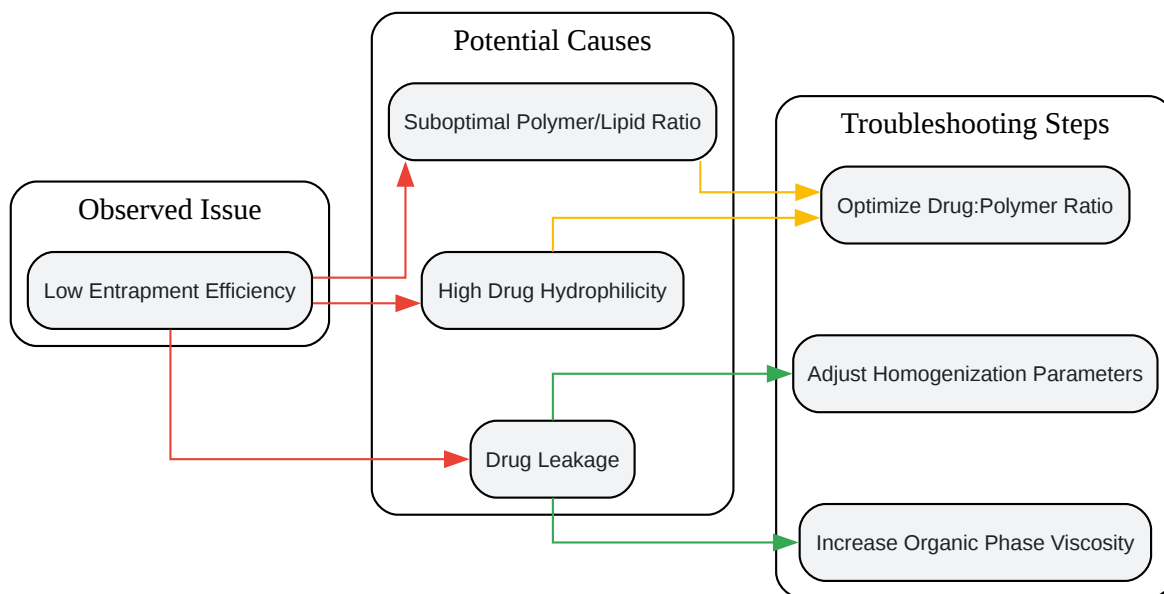 Observed Issue
Low Entrapment Efficiency
Potential Causes
Suboptimal Polymer/Lipid Ratio
High Drug Hydrophilicity
Drug Leakage
Troubleshooting Steps
Optimize Drug:Polymer Ratio
Adjust Homogenization Parameters
Increase Organic Phase Viscosity